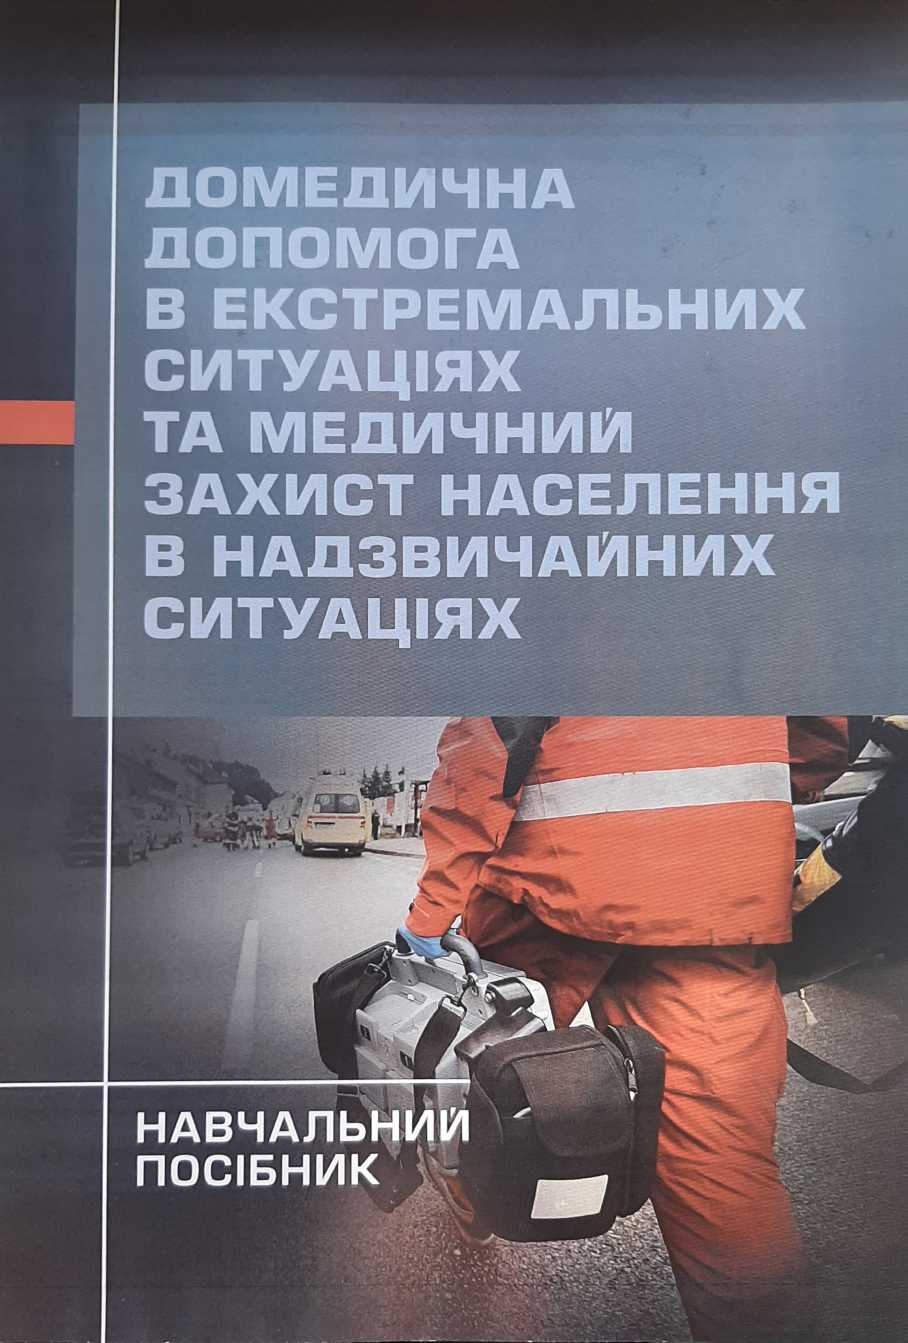 ДОМЕДИЧНА
ДОПОМОГА
В ЕКСТРЕМАЛЬНИХ
СИТУАЦІЯХ
ТА МЕДИЧНИЙ
ЗАХИСТ НАСЕЛЕННЯ
В НАДЗВИЧАЙНИХ
СИТУАЦІЯХ
НАВЧАЛЬНИЙ
ПОСІБНИК